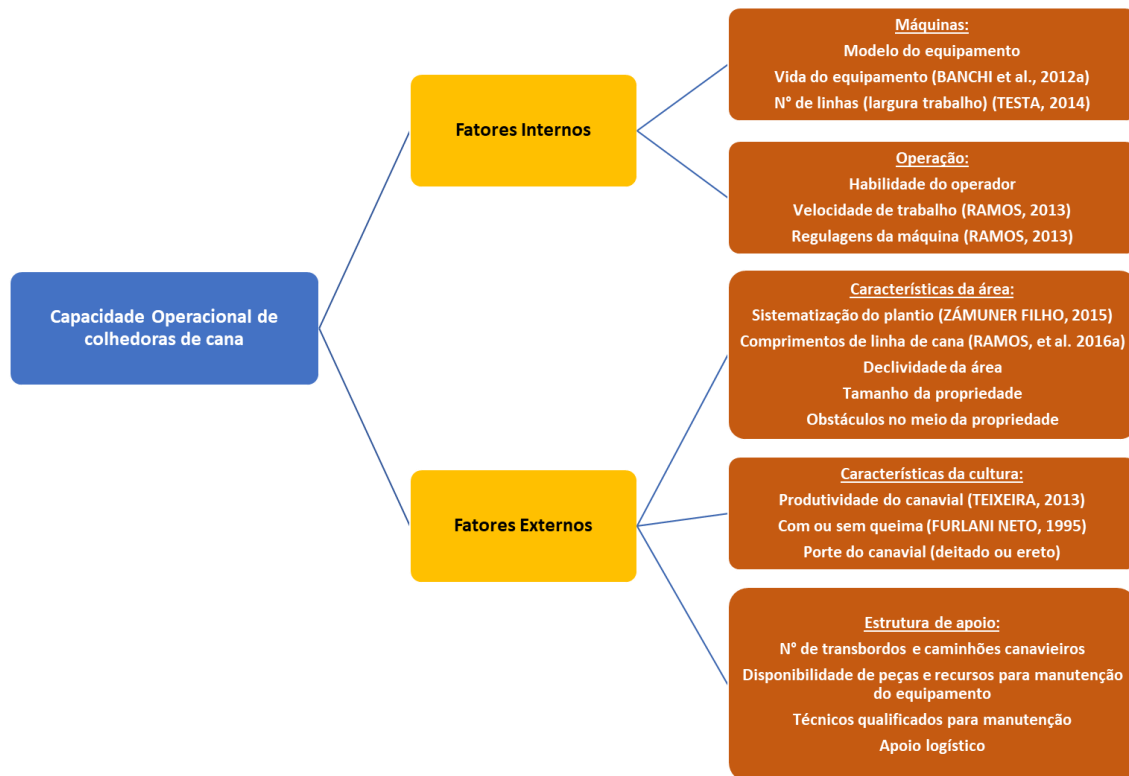 Capacidade Operacional de
colhedoras de cana
Fatores Internos
Máquinas:
Modelo do equipamento
Vida do equipamento (BANCHI et al., 2012a)
N° de linhas (largura trabalho) (TESTA, 2014)
Operação:
Habilidade do operador
Velocidade de trabalho (RAMOS, 2013)
Regulagens da máquina (RAMOS, 2013)
Fatores Externos
Características da área:
Sistematização do plantio (ZÁMUNER FILHO, 2015)
Comprimentos de linha de cana (RAMOS, et al. 2016a)
Declividade da área
Tamanho da propriedade
Obstáculos no meio da propriedade
Características da cultura:
Produtividade do canavial (TEIXEIRA, 2013)
Com ou sem queima (FURLANI NETO, 1995)
Porte do canavial (deitado ou ereto)
Estrutura de apoio:
N° de transbordos e caminhões canavieiros
Disponibilidade de peças e recursos para manutenção
do equipamento
Técnicos qualificados para manutenção
Apoio logístico